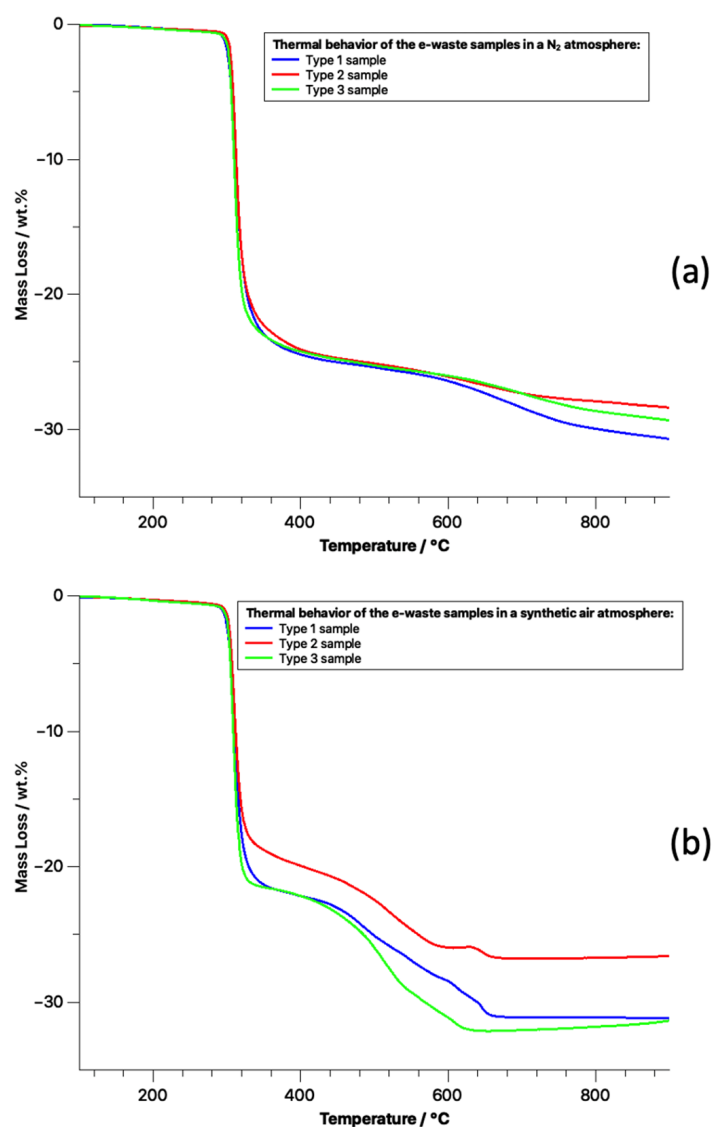 Thermal behavior of the e-waste samples in a N₂ atmosphere:
Type 1 sample
Type 2 sample
Type 3 sample
0
−10
−20
−30
Mass Loss / wt.%
(a)
200 400 600 800
Temperature / °C
Thermal behavior of the e-waste samples in a synthetic air atmosphere:
Type 1 sample
Type 2 sample
Type 3 sample
0
−10
−20
−30
Mass Loss / wt.%
(b)
200 400 600 800
Temperature / °C